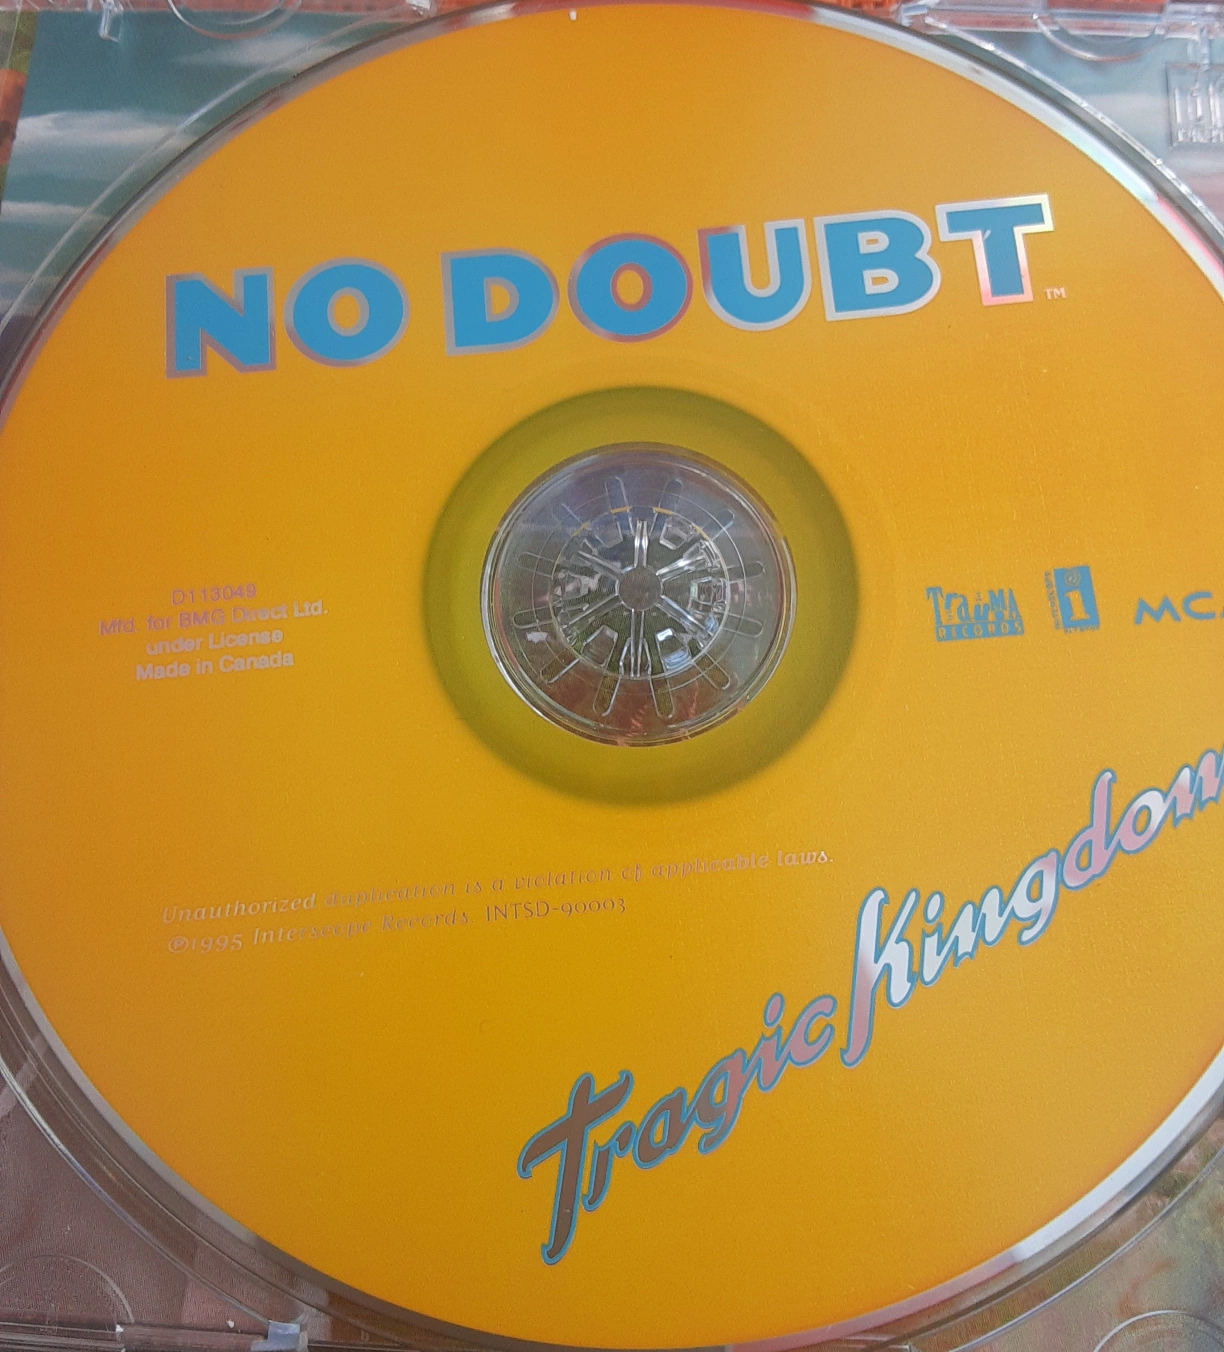 NO DOUBT™
D113049
Mfd. for BMG Direct Ltd.
under License
Made in Canada
TraUMA
RECORDS
INTERSCOPE
i
MCA
Unauthorized duplication is a violation of applicable laws.
℗1995 Interscope Records. INTSD-90003
Tragic Kingdom